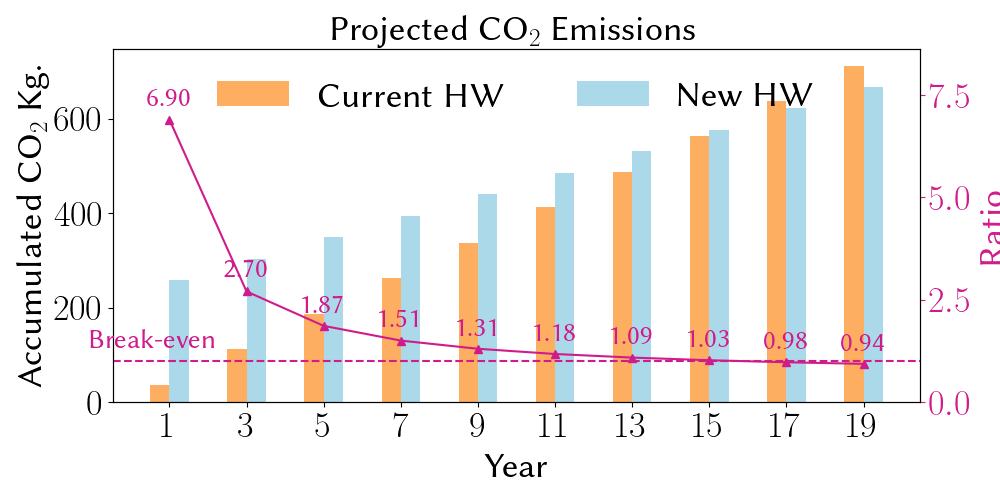 Projected CO₂ Emissions
Current HW
New HW
Accumulated CO₂ Kg.
600
400
200
0
7.5
5.0
2.5
0.0
Ratio
6.90
2.70
1.87
1.51
1.31
1.18
1.09
1.03
0.98
0.94
Break-even
1 3 5 7 9 11 13 15 17 19
Year